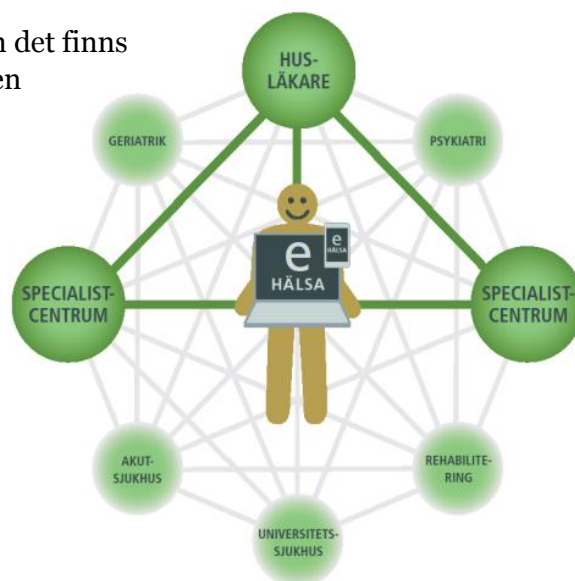 det finns
en
HUS-
LÄKARE
GERIATRIK
PSYKIATRI
e
HÄLSA
e
HÄLSA
SPECIALIST-
CENTRUM
SPECIALIST-
CENTRUM
AKUT-
SJUKHUS
REHABILITE-
RING
UNIVERSITETS-
SJUKHUS